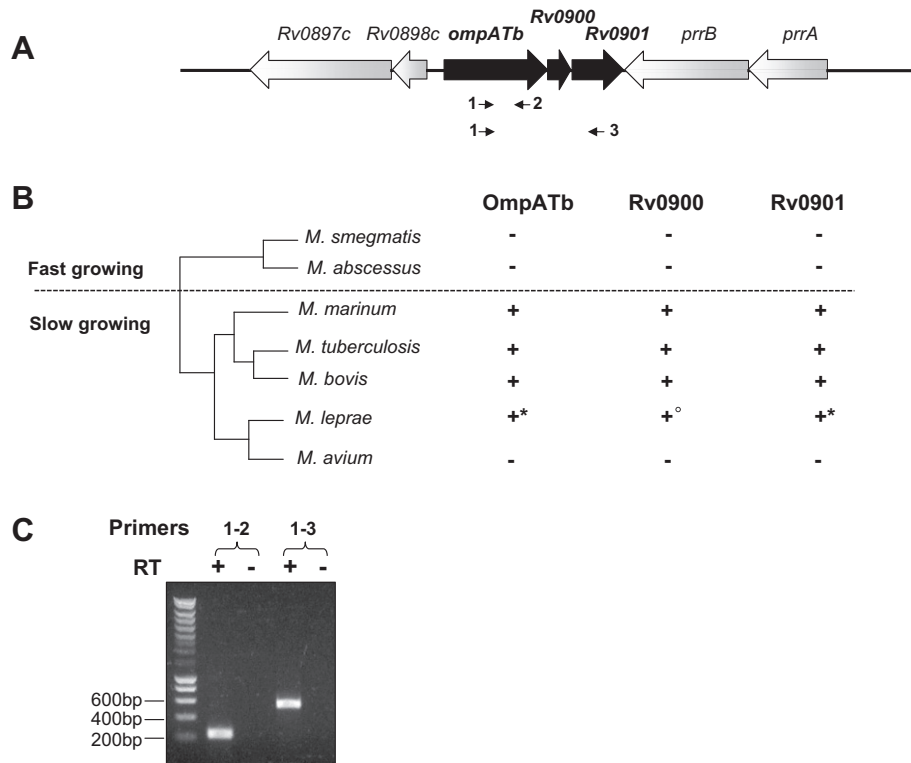 A
Rv0897c Rv0898c ompATb Rv0900 Rv0901 prrB prrA
1 2
1 3
B
OmpATb Rv0900 Rv0901
Fast growing
M. smegmatis - - -
M. abscessus - - -
Slow growing
M. marinum + + +
M. tuberculosis + + +
M. bovis + + +
M. leprae +* +° +*
M. avium - - -
C
Primers 1-2 1-3
RT + - + -
600bp
400bp
200bp